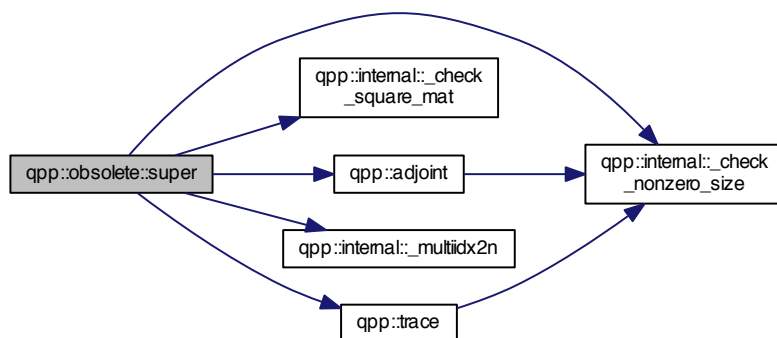 qpp::obsolete::super
qpp::internal::_check
_square_mat
qpp::adjoint
qpp::internal::_multiidx2n
qpp::trace
qpp::internal::_check
_nonzero_size